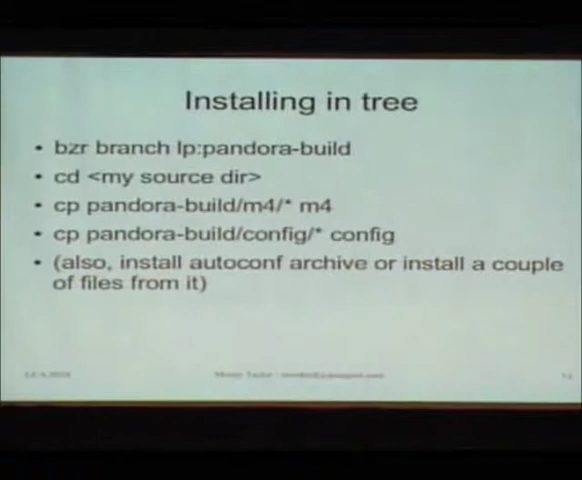 Installing in tree
• bzr branch lp:pandora-build
• cd <my source dir>
• cp pandora-build/m4/* m4
• cp pandora-build/config/* config
• (also, install autoconf archive or install a couple
of files from it)